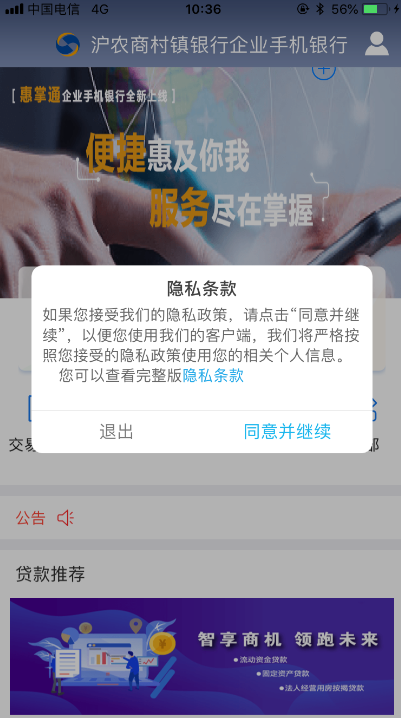 中国电信 4G 10:36 56%
沪农商村镇银行企业手机银行
[ 惠掌通企业手机银行全新上线 ]
便捷惠及你我
服务尽在掌握
隐私条款
如果您接受我们的隐私政策，请点击“同意并继
续”，以便您使用我们的客户端，我们将严格按
照您接受的隐私政策使用您的相关个人信息。
您可以查看完整版隐私条款
退出 同意并继续
交易
部
公告
贷款推荐
智享商机 领跑未来
●流动资金贷款
●固定资产贷款
●法人经营用房按揭贷款